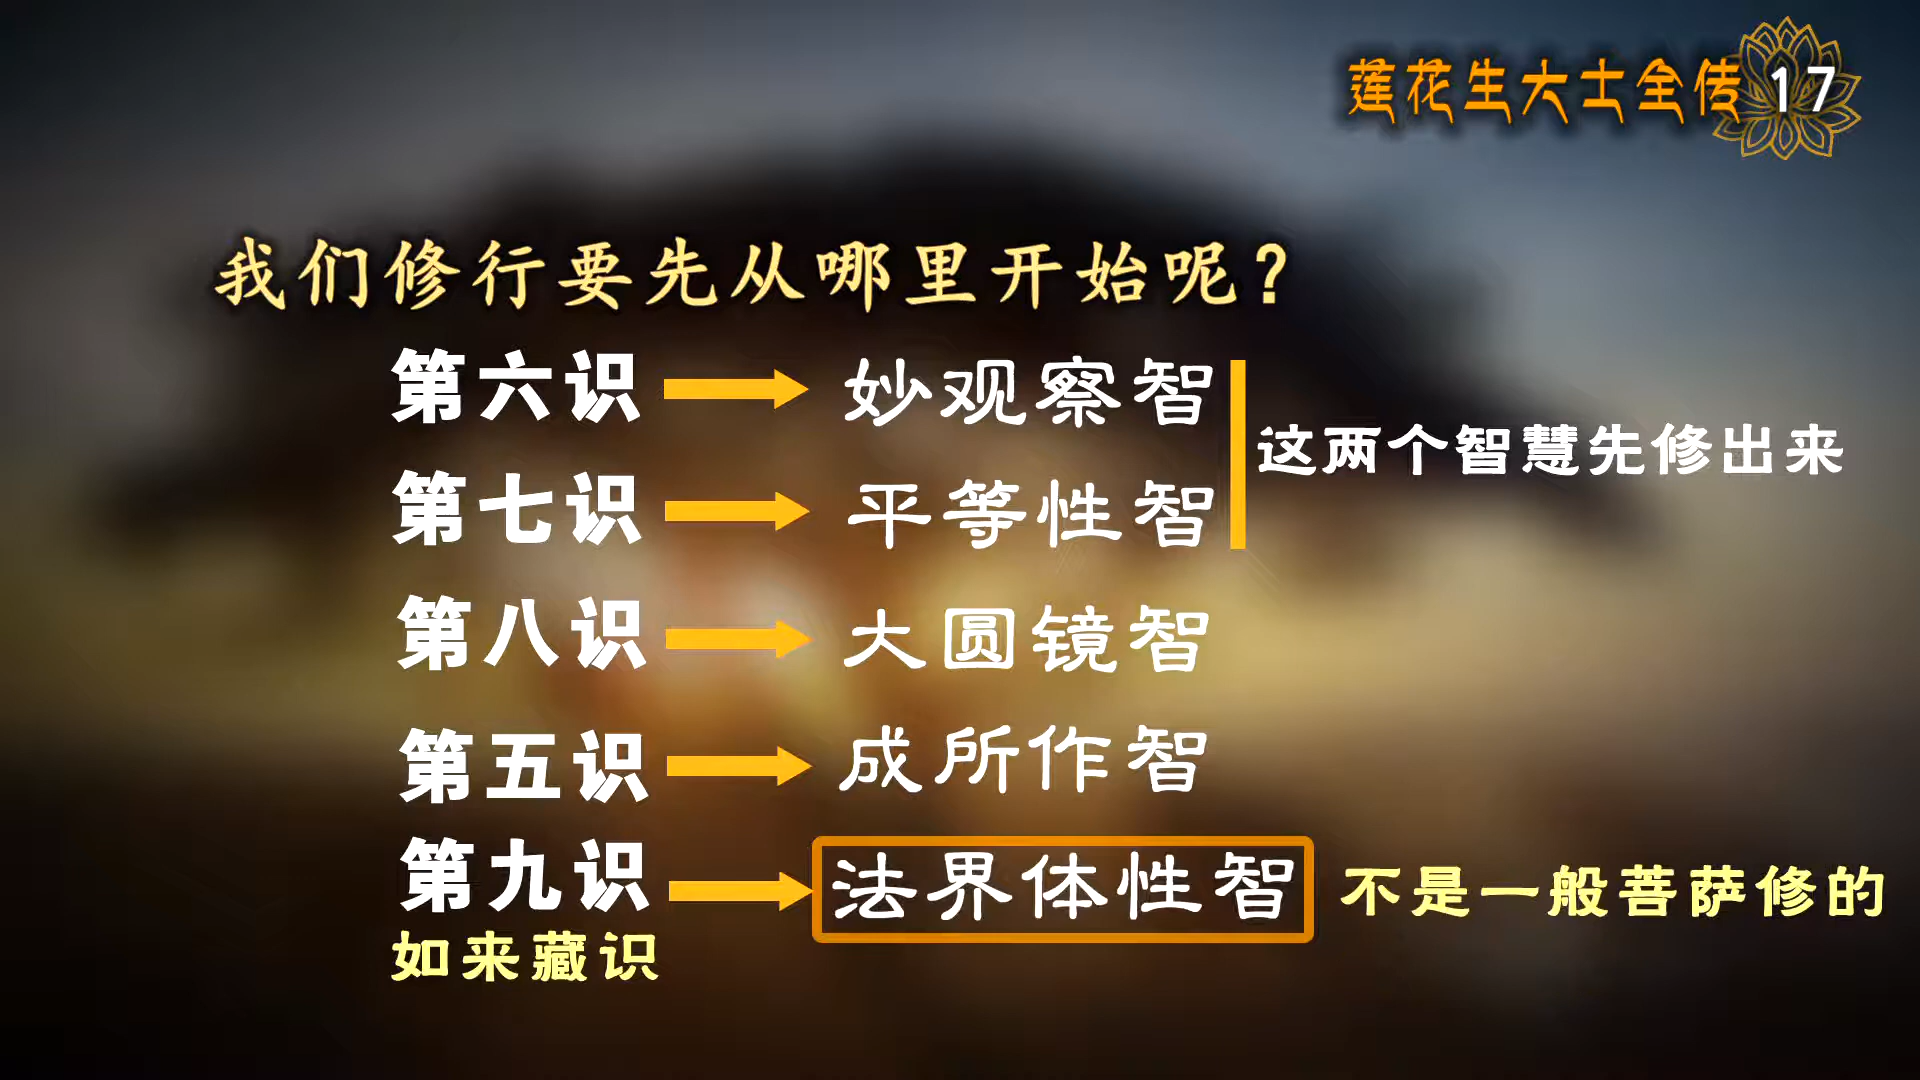 莲花生大士全传 17
我们修行要先从哪里开始呢？
第六识 妙观察智
这两个智慧先修出来
第七识 平等性智
第八识 大圆镜智
第五识 成所作智
第九识 法界体性智 不是一般菩萨修的
如来藏识